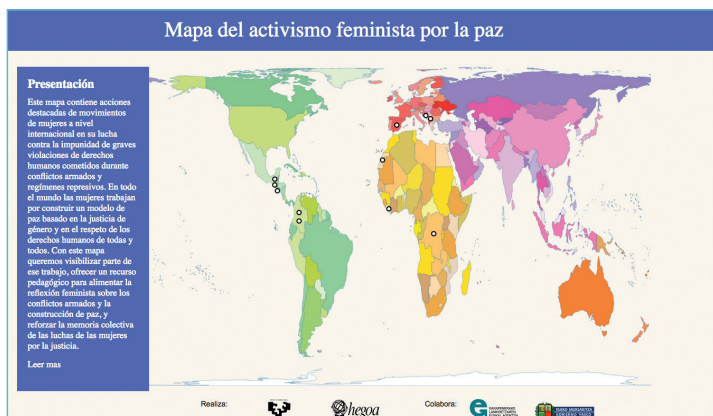 Mapa del activismo feminista por la paz
Presentación
Este mapa contiene acciones
destacadas de movimientos
de mujeres a nivel
internacional en su lucha
contra la impunidad de graves
violaciones de derechos
humanos cometidos durante
conflictos armados y
regímenes represivos. En todo
el mundo las mujeres trabajan
por construir un modelo de
paz basado en la justicia de
género y en el respeto de los
derechos humanos de todas y
todos. Con este mapa
queremos visibilizar parte de
ese trabajo, ofrecer un recurso
pedagógico para alimentar la
reflexión feminista sobre los
conflictos armados y la
construcción de paz, y
reforzar la memoria colectiva
de las luchas de las mujeres
por la justicia.
Leer mas
Realiza:
hegoa
Colabora: